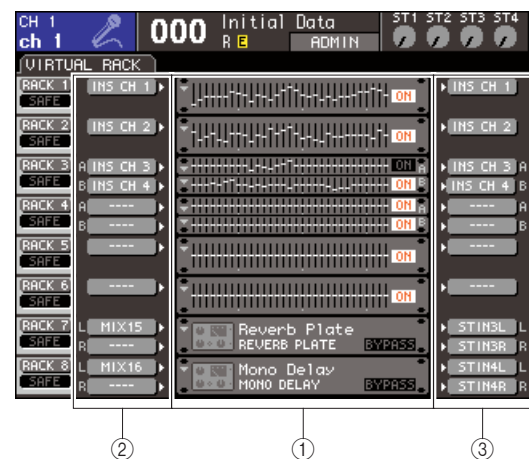 CH 1
ch 1
000
Initial Data
R E
ADMIN
ST1 ST2 ST3 ST4
VIRTUAL RACK
RACK 1 INS CH 1 ON INS CH 1
SAFE
RACK 2 INS CH 2 ON INS CH 2
SAFE
RACK 3 A INS CH 3 ON A INS CH 3 A
SAFE B INS CH 4 ON B INS CH 4 B
RACK 4 A ---- ON A ---- A
SAFE B ---- ON B ---- B
RACK 5 ---- ON ----
SAFE
RACK 6 ---- ON ----
SAFE
RACK 7 L MIX15 Reverb Plate STIN3L L
SAFE R ---- REVERB PLATE BYPASS STIN3R R
RACK 8 L MIX16 Mono Delay STIN4L L
SAFE R ---- MONO DELAY BYPASS STIN4R R
② ① ③